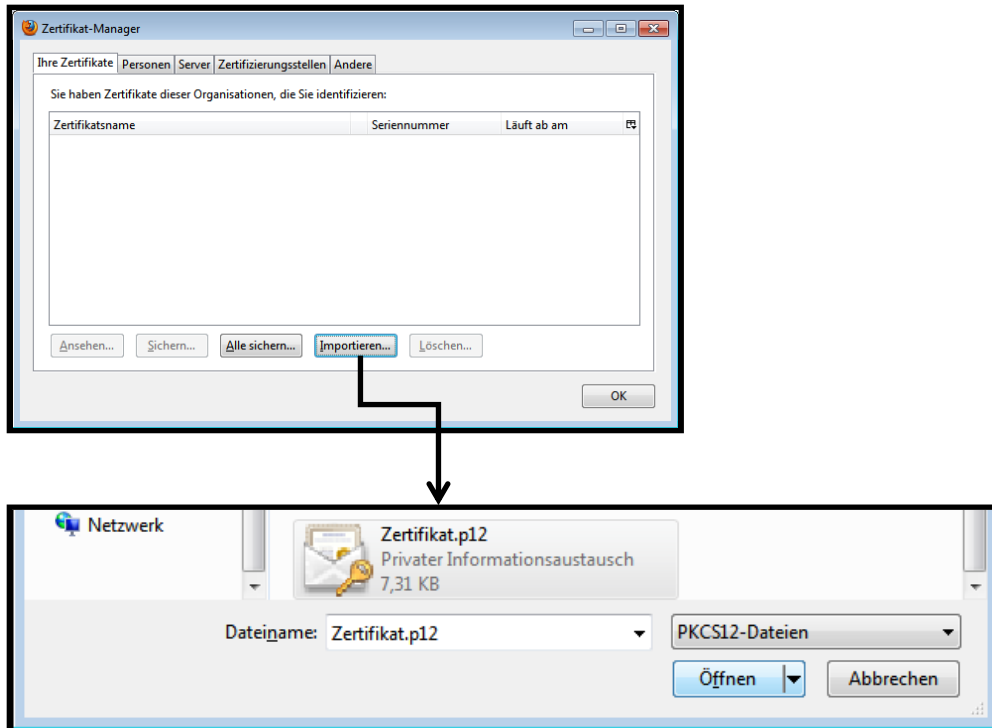 Zertifikat-Manager
Ihre Zertifikate Personen Server Zertifizierungsstellen Andere
Sie haben Zertifikate dieser Organisationen, die Sie identifizieren:
Zertifikatsname Seriennummer Läuft ab am
Ansehen... Sichern... Alle sichern... Importieren... Löschen...
OK
Netzwerk
Zertifikat.p12
Privater Informationsaustausch
7,31 KB
Dateiname: Zertifikat.p12 PKCS12-Dateien
Öffnen Abbrechen